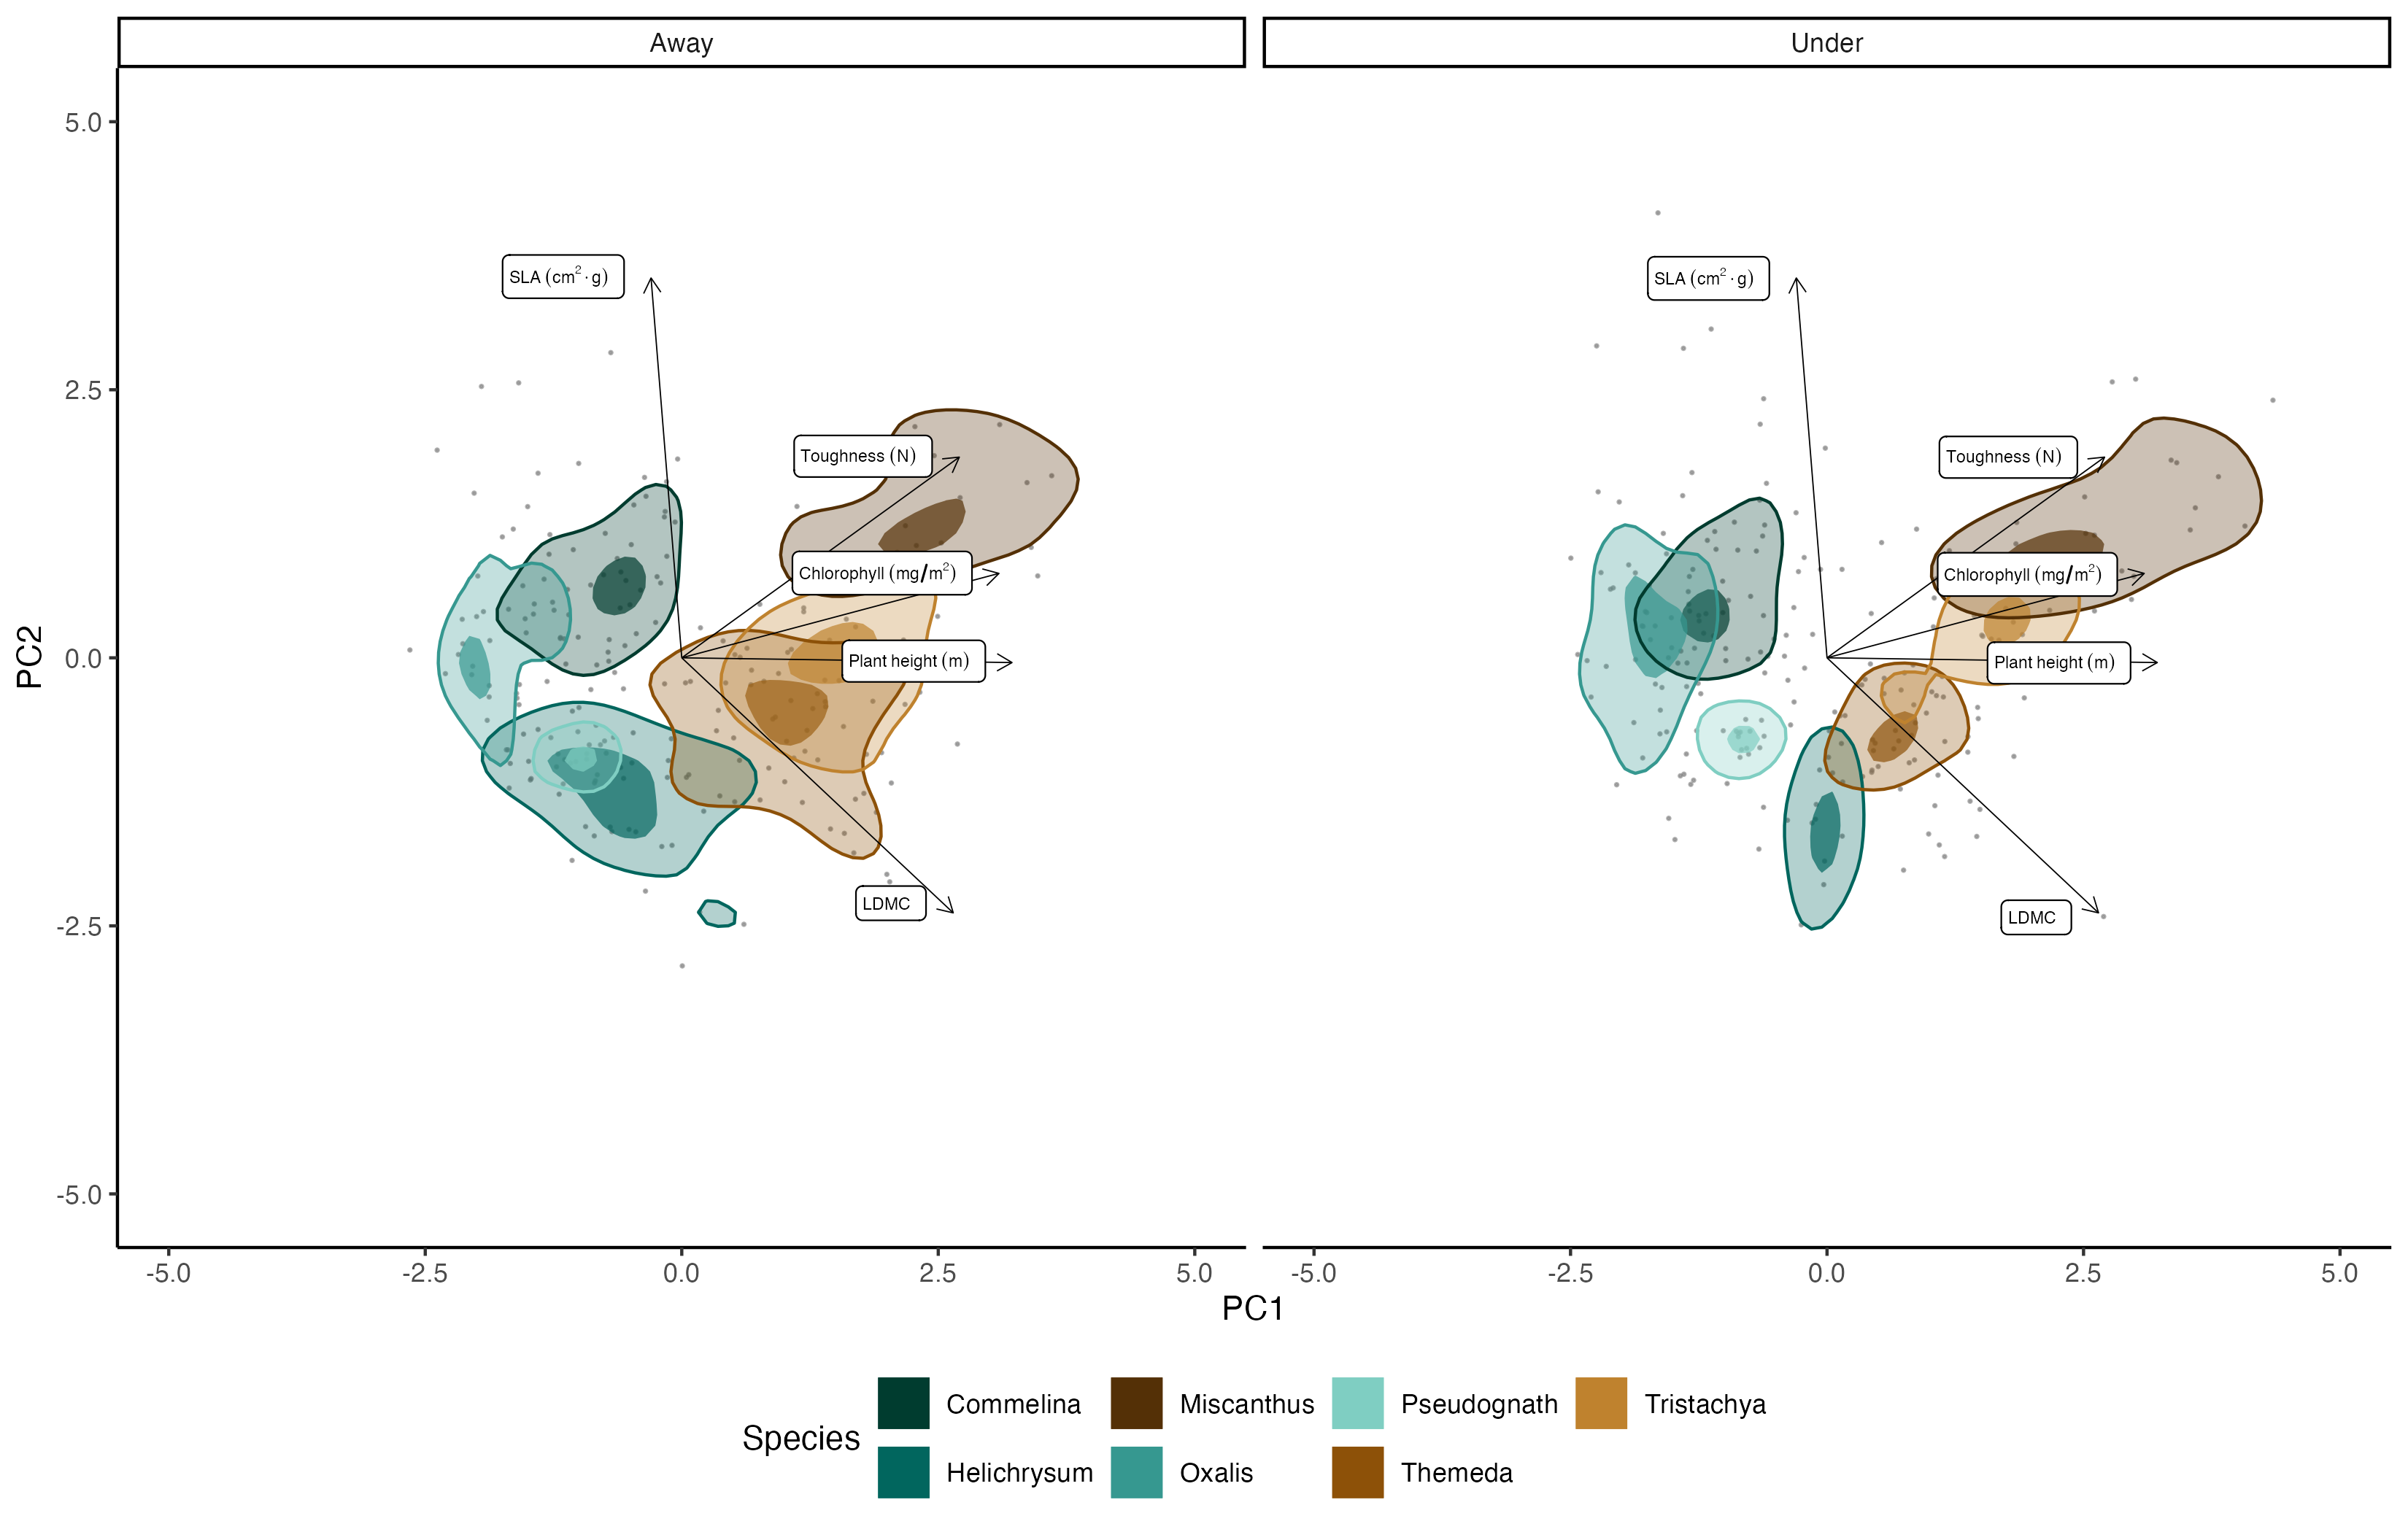 Away
Under
5.0
2.5
0.0
-2.5
-5.0
PC2
SLA (cm²·g)
Toughness (N)
Chlorophyll (mg/m²)
Plant height (m)
LDMC
SLA (cm²·g)
Toughness (N)
Chlorophyll (mg/m²)
Plant height (m)
LDMC
-5.0 -2.5 0.0 2.5 5.0
-5.0 -2.5 0.0 2.5 5.0
PC1
Species
Commelina Miscanthus Pseudognath Tristachya
Helichrysum Oxalis Themeda